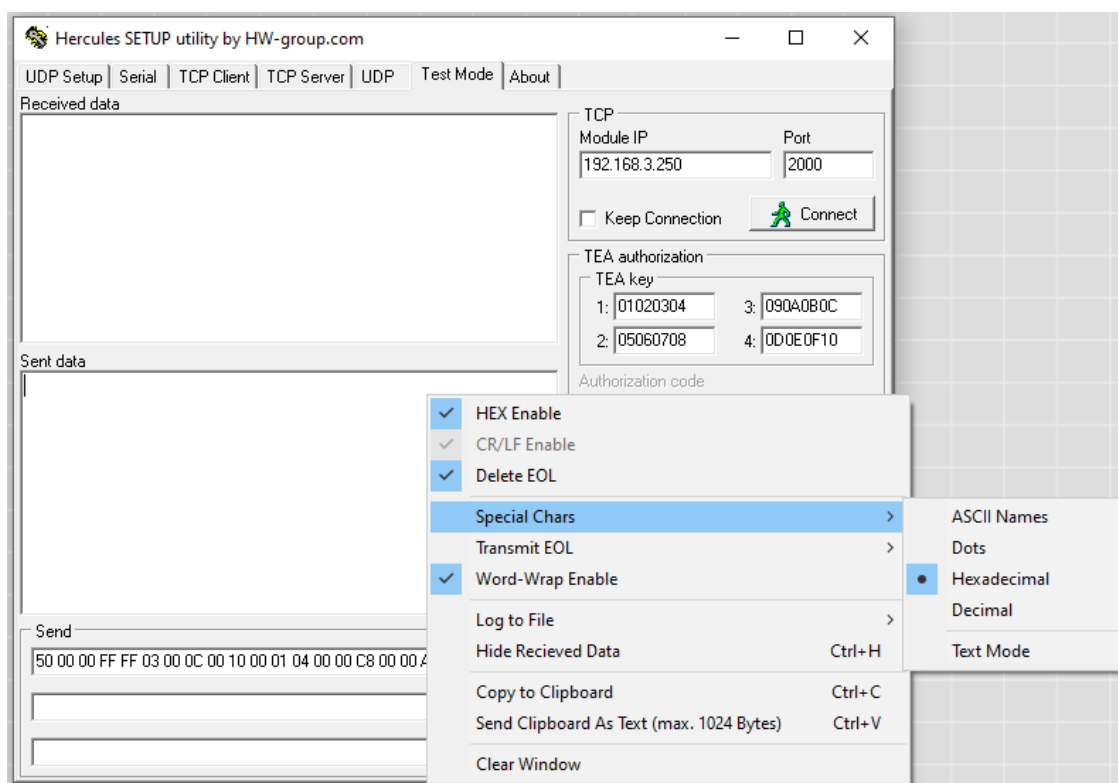 Hercules SETUP utility by HW-group.com
UDP Setup Serial TCP Client TCP Server UDP Test Mode About
Received data
TCP
Module IP Port
192.168.3.250 2000
Keep Connection Connect
TEA authorization
TEA key
1: 01020304 3: 090A0B0C
2: 05060708 4: 0D0E0F10
Sent data
Authorization code
HEX Enable
CR/LF Enable
Delete EOL
Special Chars
Transmit EOL
Word-Wrap Enable
Log to File
Hide Recieved Data Ctrl+H
Copy to Clipboard Ctrl+C
Send Clipboard As Text (max. 1024 Bytes) Ctrl+V
Clear Window
ASCII Names
Dots
Hexadecimal
Decimal
Text Mode
Send
50 00 00 FF FF 03 00 0C 00 10 00 01 04 00 00 C8 00 00